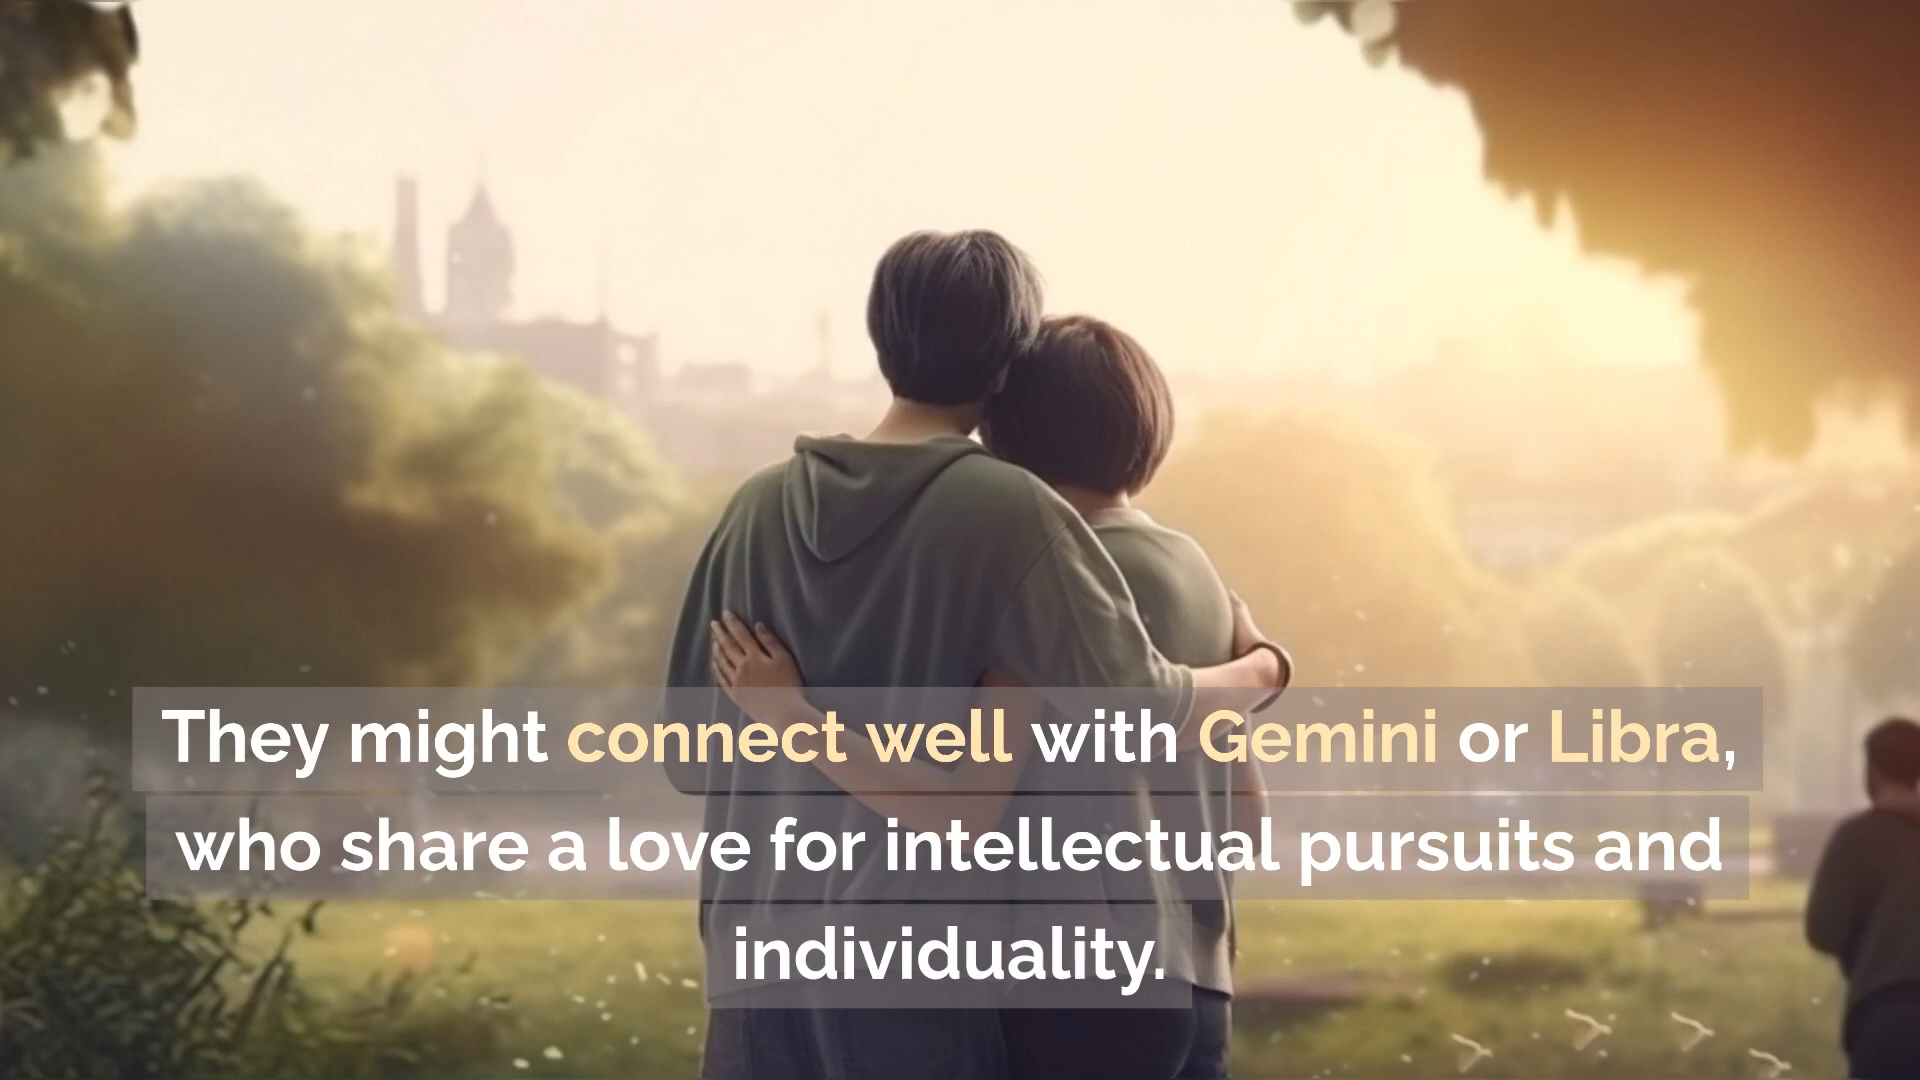 They might connect well with Gemini or Libra,
who share a love for intellectual pursuits and
individuality.